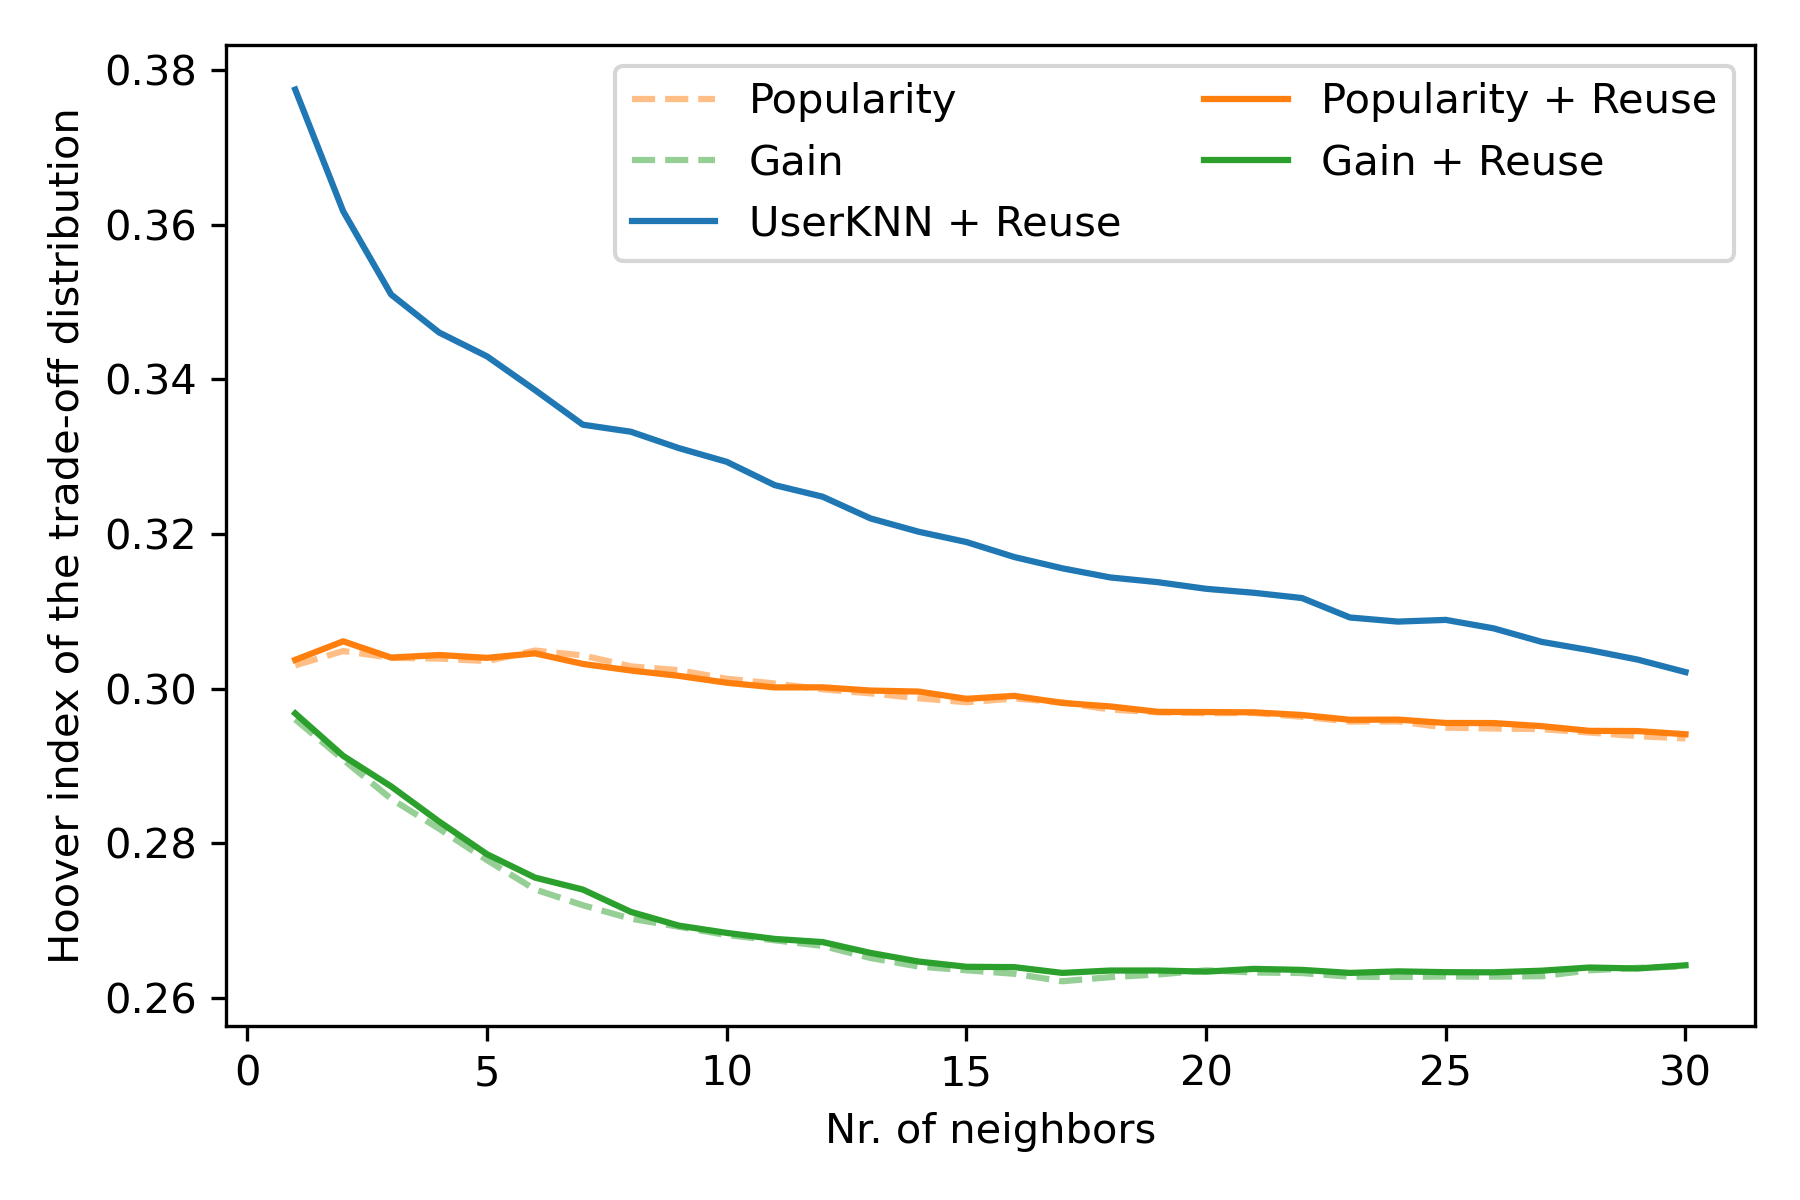 Popularity
Gain
UserKNN + Reuse
Popularity + Reuse
Gain + Reuse
Hoover index of the trade-off distribution
0.38
0.36
0.34
0.32
0.30
0.28
0.26
0 5 10 15 20 25 30
Nr. of neighbors